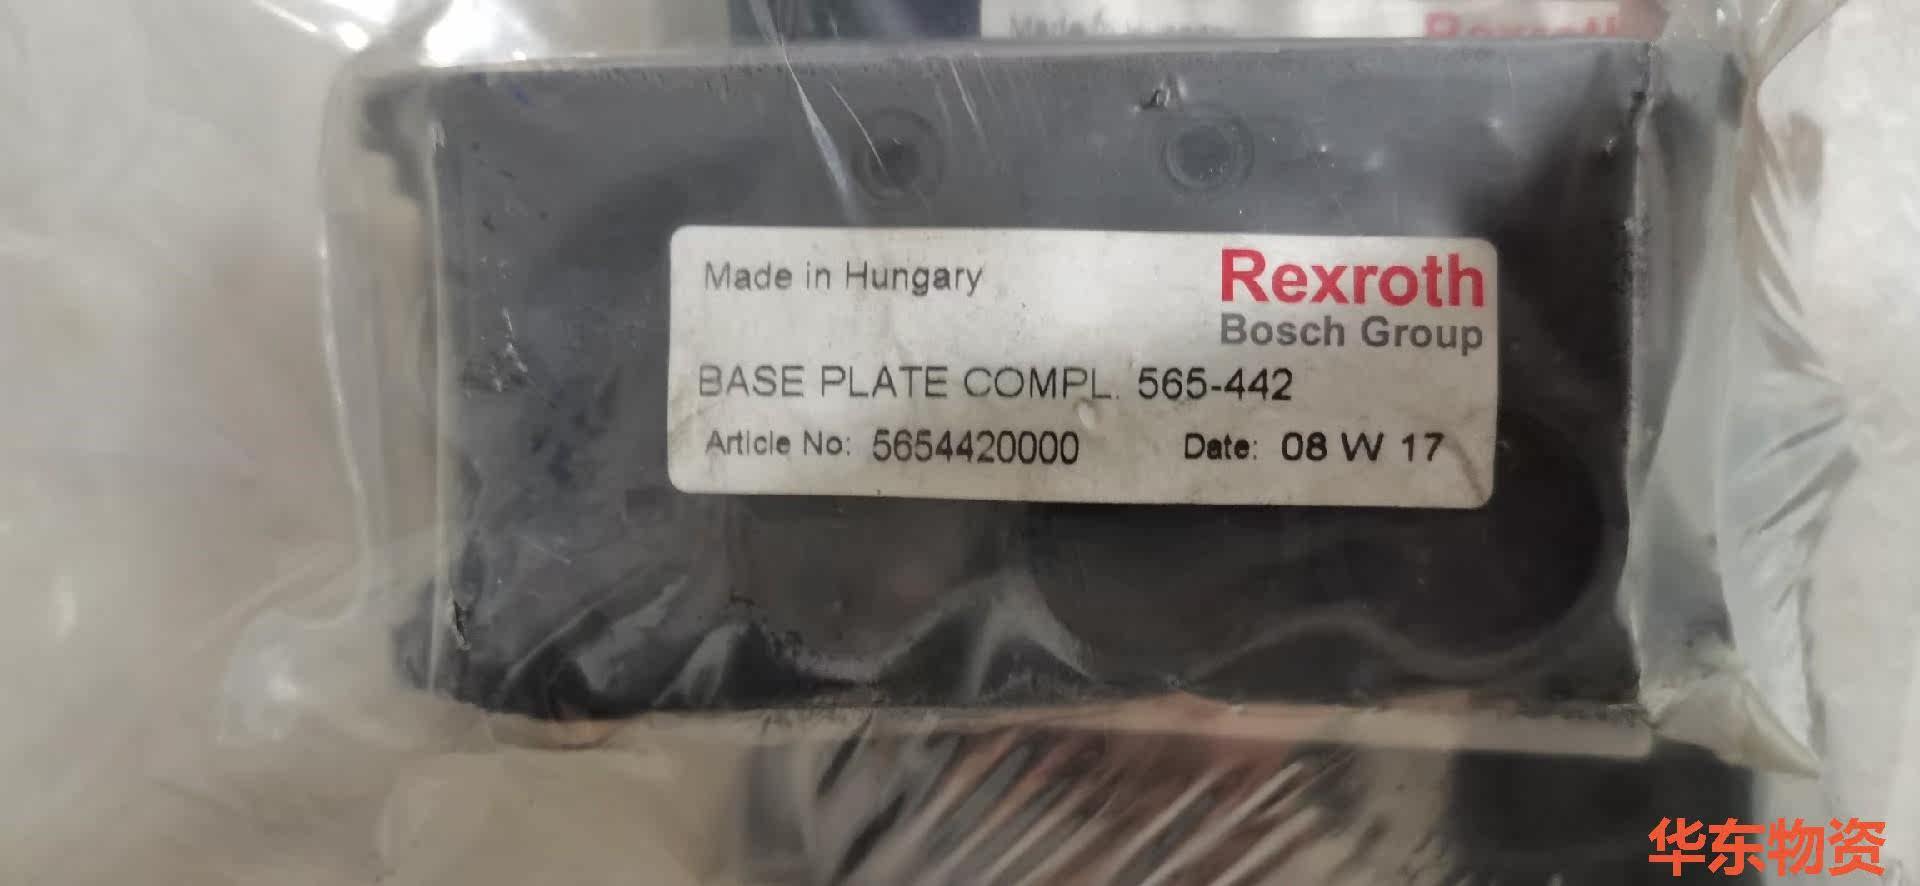 Rexroth
Made in Hungary
Rexroth
Bosch Group
BASE PLATE COMPL. 565-442
Article No: 5654420000
Date: 08 W 17
华东物资